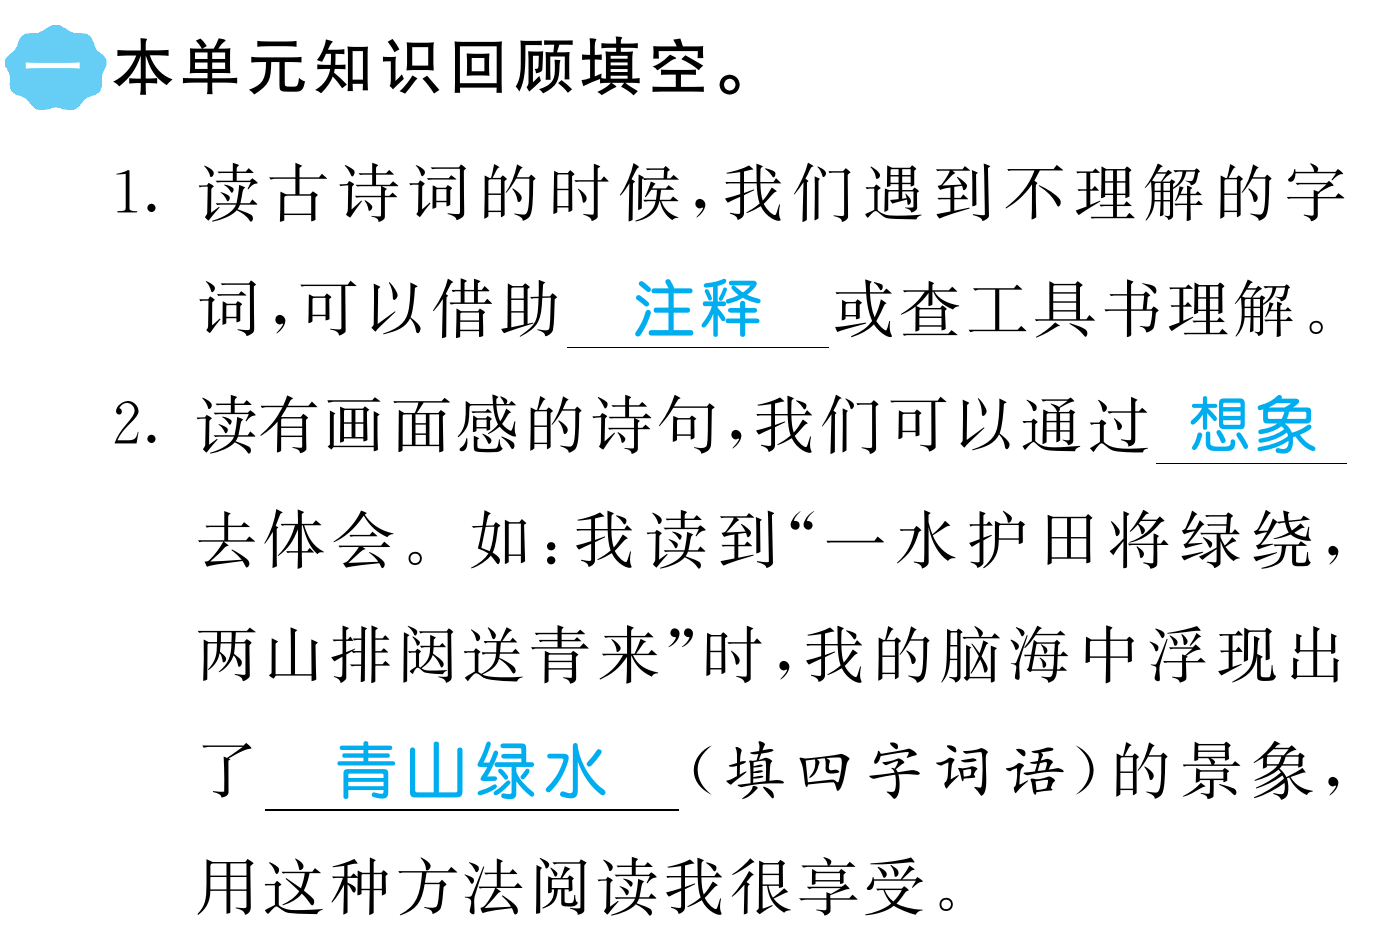 一 本单元知识回顾填空。
1. 读古诗词的时候,我们遇到不理解的字
词,可以借助 注释 或查工具书理解。
2. 读有画面感的诗句,我们可以通过 想象
去体会。如:我读到“一水护田将绿绕,
两山排闼送青来”时,我的脑海中浮现出
了 青山绿水 (填四字词语)的景象,
用这种方法阅读我很享受。